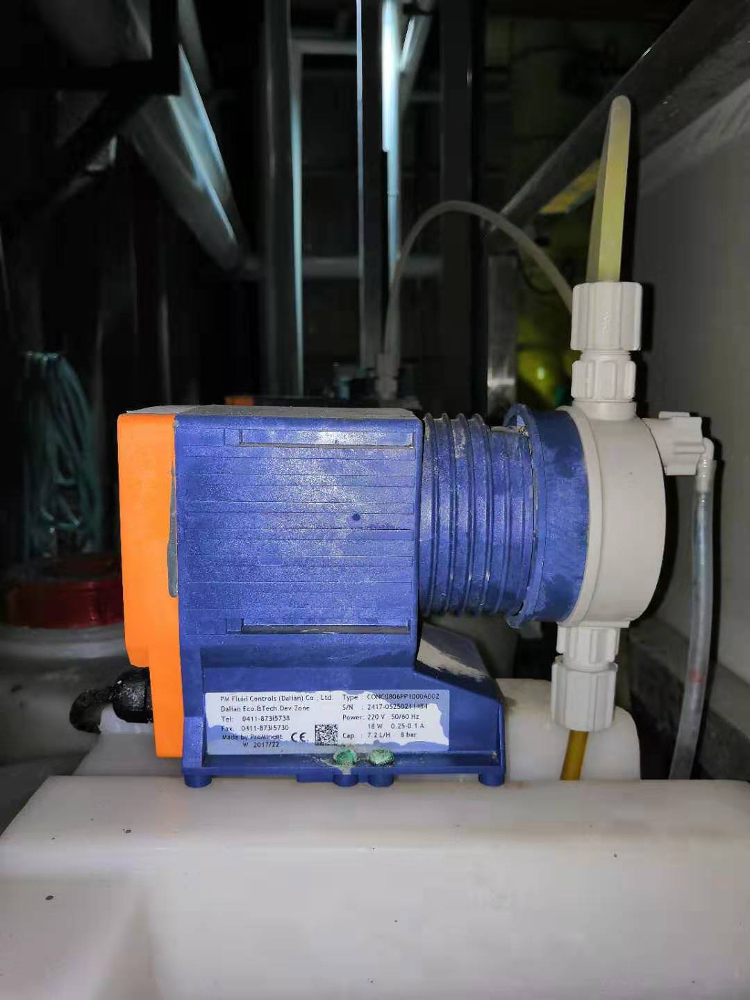 PM Fluid Controls (Dalian) Co., Ltd.
Dalian Eco.&Tech.Dev.Zone
Tel: 0411-87315738
Fax: 0411-87315730
Made by ProMinent
W 2017/22
CE
Type : CONC0806PP1000A002
S/N : 2417-05250211484
Power: 220 V 50/60 Hz
18 W 0.25-0.1 A
Cap : 7.2 L/H 8 bar